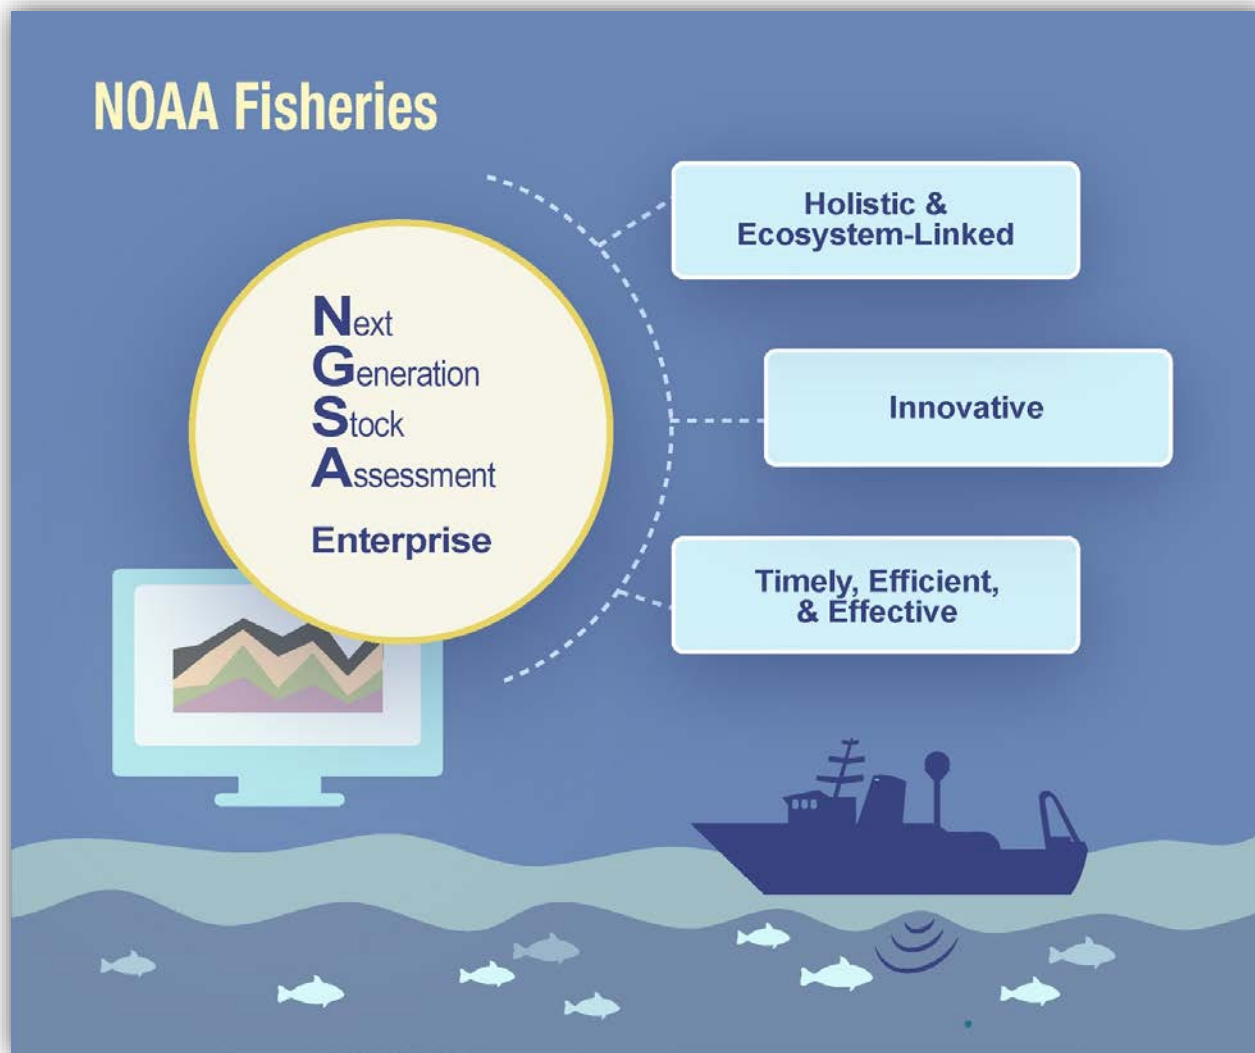 NOAA Fisheries
Next
Generation
Stock
Assessment
Enterprise
Holistic &
Ecosystem-Linked
Innovative
Timely, Efficient,
& Effective